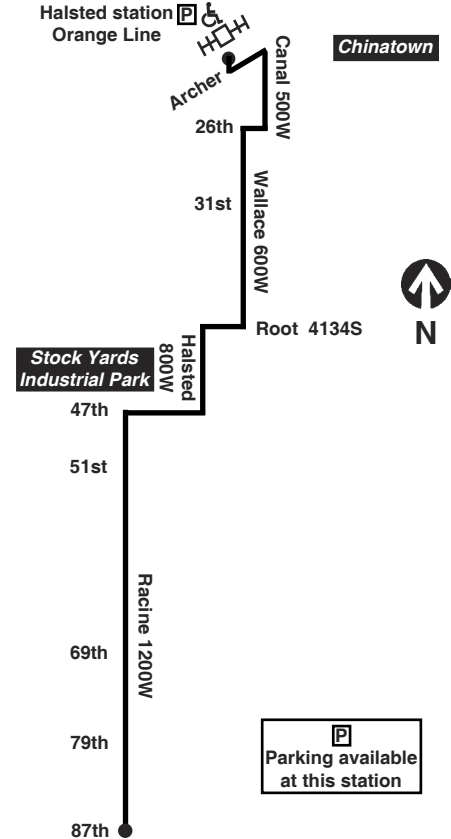 Halsted station P
Orange Line
Chinatown
Archer
Canal 500W
26th
31st
Wallace 600W
N
Root 4134S
Halsted
800W
Stock Yards
Industrial Park
47th
51st
Racine 1200W
69th
79th
P
Parking available
at this station
87th